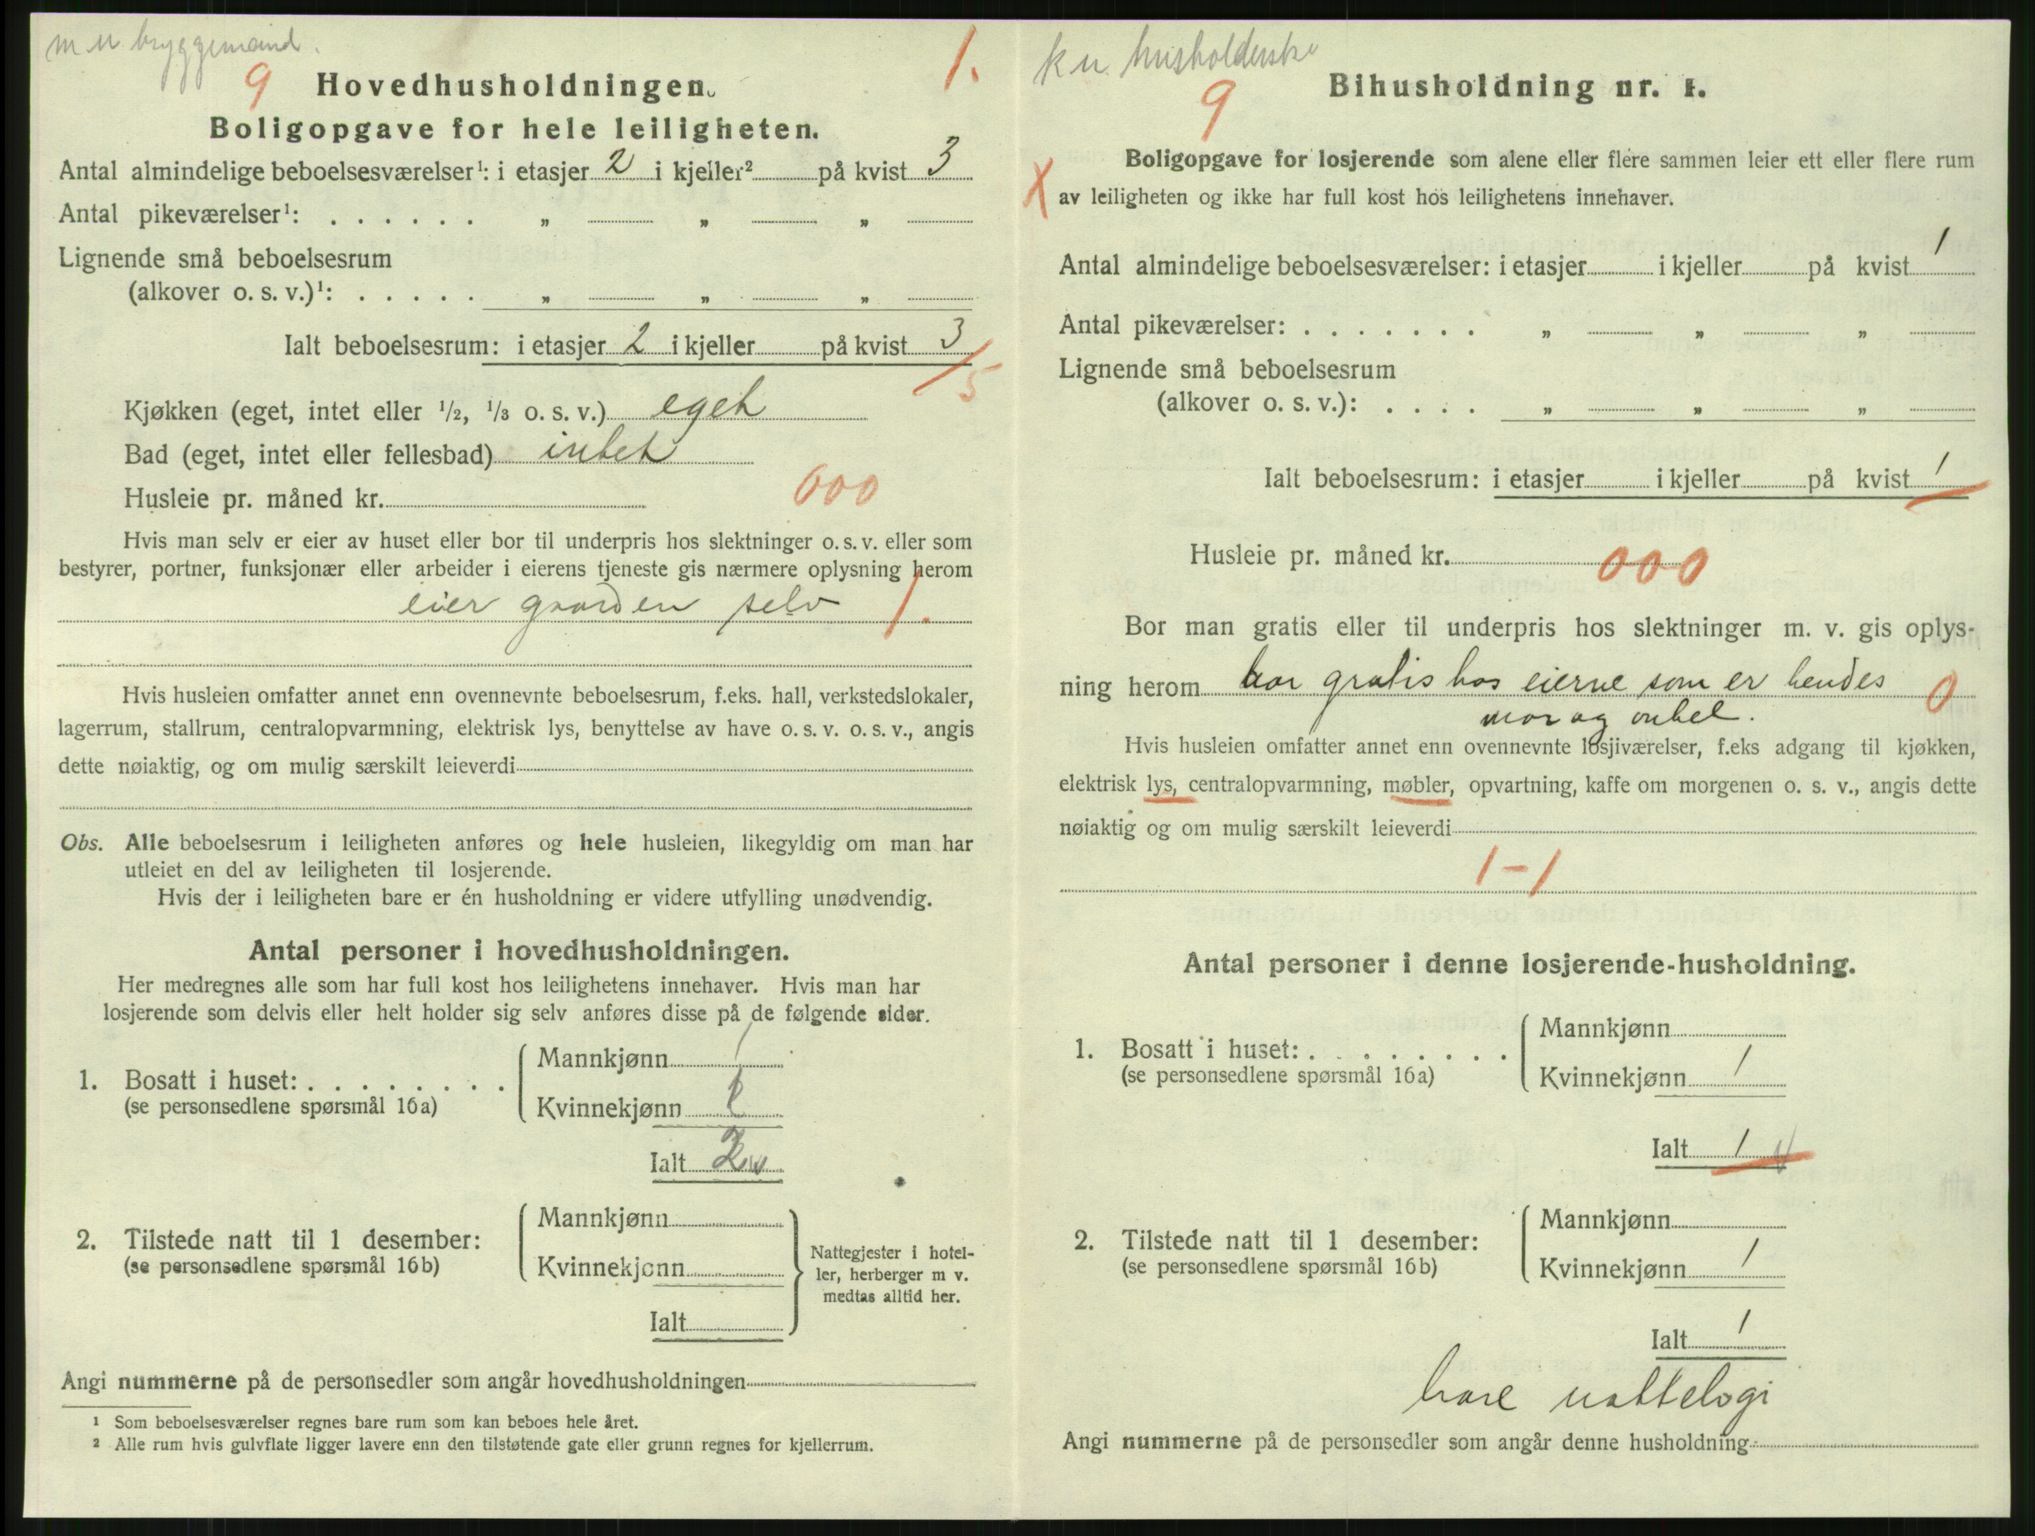 m. u. bryggemand.
9
1.
Hovedhusholdningen.
Boligopgave for hele leiligheten.
Antal almindelige beboelsesværelser¹: i etasjer 2 i kjeller² på kvist 3
Antal pikeværelser¹: . . . . . . „ „ „
Lignende små beboelsesrum
(alkover o. s. v.)¹: . . . . . „ „ „
Ialt beboelsesrum: i etasjer 2 i kjeller på kvist 3
5
Kjøkken (eget, intet eller ½, ⅓ o. s. v.) eget
Bad (eget, intet eller fellesbad) intet
Husleie pr. måned kr. 000
Hvis man selv er eier av huset eller bor til underpris hos slektninger o. s. v. eller som
bestyrer, portner, funksjonær eller arbeider i eierens tjeneste gis nærmere oplysning herom
eier gaarden selv 1.
Hvis husleien omfatter annet enn ovennevnte beboelsesrum, f.eks. hall, verkstedslokaler,
lagerrum, stallrum, centralopvarmning, elektrisk lys, benyttelse av have o. s. v. o. s. v., angis
dette nøiaktig, og om mulig særskilt leieverdi
Obs. Alle beboelsesrum i leiligheten anføres og hele husleien, likegyldig om man har
utleiet en del av leiligheten til losjerende.
Hvis der i leiligheten bare er én husholdning er videre utfylling unødvendig.
Antal personer i hovedhusholdningen.
Her medregnes alle som har full kost hos leilighetens innehaver. Hvis man har
losjerende som delvis eller helt holder sig selv anføres disse på de følgende sider.
1. Bosatt i huset: . . . . . . . .
(se personsedlene spørsmål 16a)
Mannkjønn 1
Kvinnekjønn 1
Ialt 2
2. Tilstede natt til 1 desember:
(se personsedlene spørsmål 16b)
Mannkjønn
Kvinnekjønn
Ialt
Nattegjester i hotel-
ler, herberger m v.
medtas alltid her.
Angi nummerne på de personsedler som angår hovedhusholdningen
¹ Som beboelsesværelser regnes bare rum som kan beboes hele året.
² Alle rum hvis gulvflate ligger lavere enn den tilstøtende gate eller grunn regnes for kjellerrum.
k u. husholderske
9
Bihusholdning nr. 1.
X
Boligopgave for losjerende som alene eller flere sammen leier ett eller flere rum
av leiligheten og ikke har full kost hos leilighetens innehaver.
Antal almindelige beboelsesværelser: i etasjer i kjeller på kvist 1
Antal pikeværelser: . . . . . . . „ „ „
Lignende små beboelsesrum
(alkover o. s. v.): . . . . „ „ „
Ialt beboelsesrum: i etasjer i kjeller på kvist 1
Husleie pr. måned kr. 000
Bor man gratis eller til underpris hos slektninger m. v. gis oplys-
ning herom bor gratis hos eierne som er hendes 0
mor og onkel.
Hvis husleien omfatter annet enn ovennevnte losjiværelser, f.eks adgang til kjøkken,
elektrisk lys, centralopvarmning, møbler, opvartning, kaffe om morgenen o. s. v., angis dette
nøiaktig og om mulig særskilt leieverdi
1-1
Antal personer i denne losjerende-husholdning.
1. Bosatt i huset: . . . . . . . .
(se personsedlene spørsmål 16a)
Mannkjønn
Kvinnekjønn 1
Ialt 1
2. Tilstede natt til 1 desember:
(se personsedlene spørsmål 16b)
Mannkjønn
Kvinnekjønn 1
Ialt 1
bare nattelogi
Angi nummerne på de personsedler som angår denne husholdning